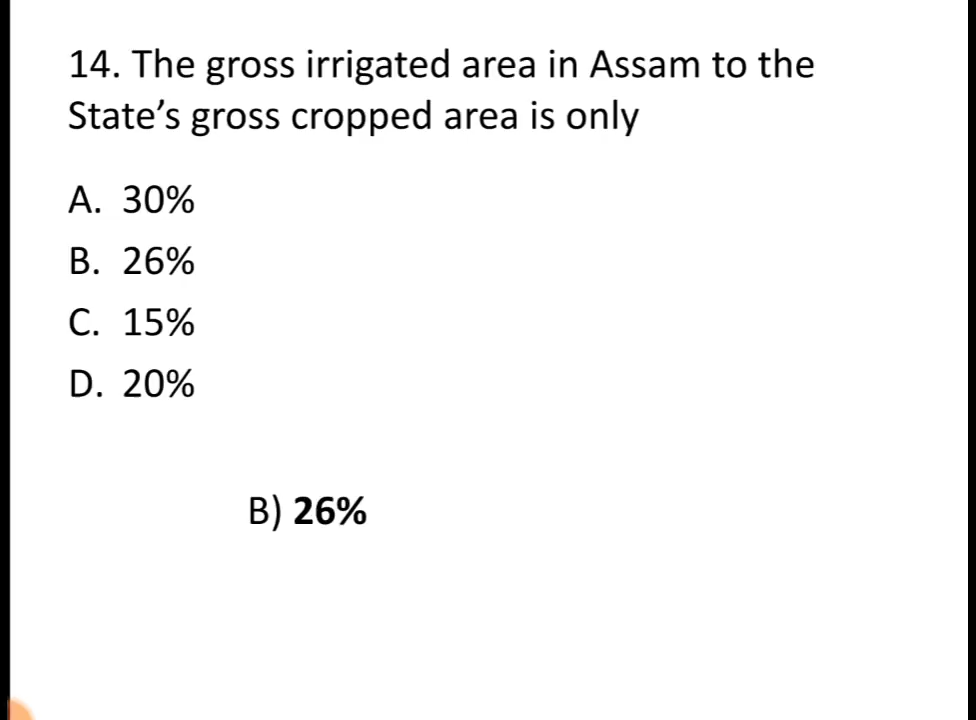 14. The gross irrigated area in Assam to the
State’s gross cropped area is only
A. 30%
B. 26%
C. 15%
D. 20%
B) 26%